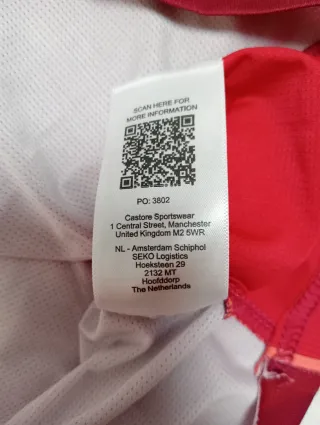 SCAN HERE FOR
MORE INFORMATION
PO: 3802
Castore Sportswear
1 Central Street, Manchester
United Kingdom M2 5WR
NL - Amsterdam Schiphol
SEKO Logistics
Hoeksteen 29
2132 MT
Hoofddorp
The Netherlands